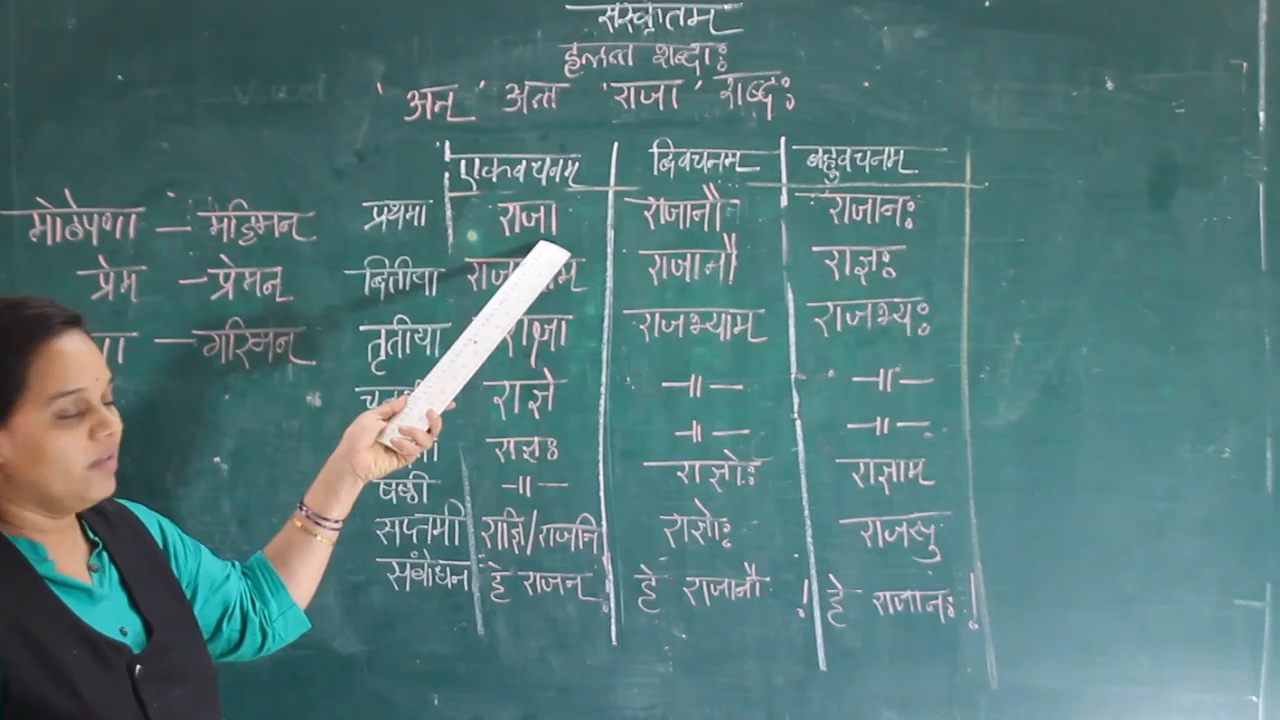 संस्कृतम्
हलन्त शब्दाः
'अन्' अन्त 'राजा' शब्दः
एकवचनम् द्विवचनम् बहुवचनम्
मोठेपणा — महिमन् प्रथमा राजा राजानौ राजानः
प्रेम — प्रेमन् द्वितीया राजानौ राज्ञः
— गरिमन् तृतीया राजभ्याम् राजभ्यः
राज्ञे —॥— —॥—
राज्ञः —॥— —॥—
षष्ठी —॥— राज्ञोः राज्ञाम्
सप्तमी राज्ञि/राजनि राज्ञोः राजसु
संबोधन हे राजन् ! हे राजानौ ! हे राजानः !